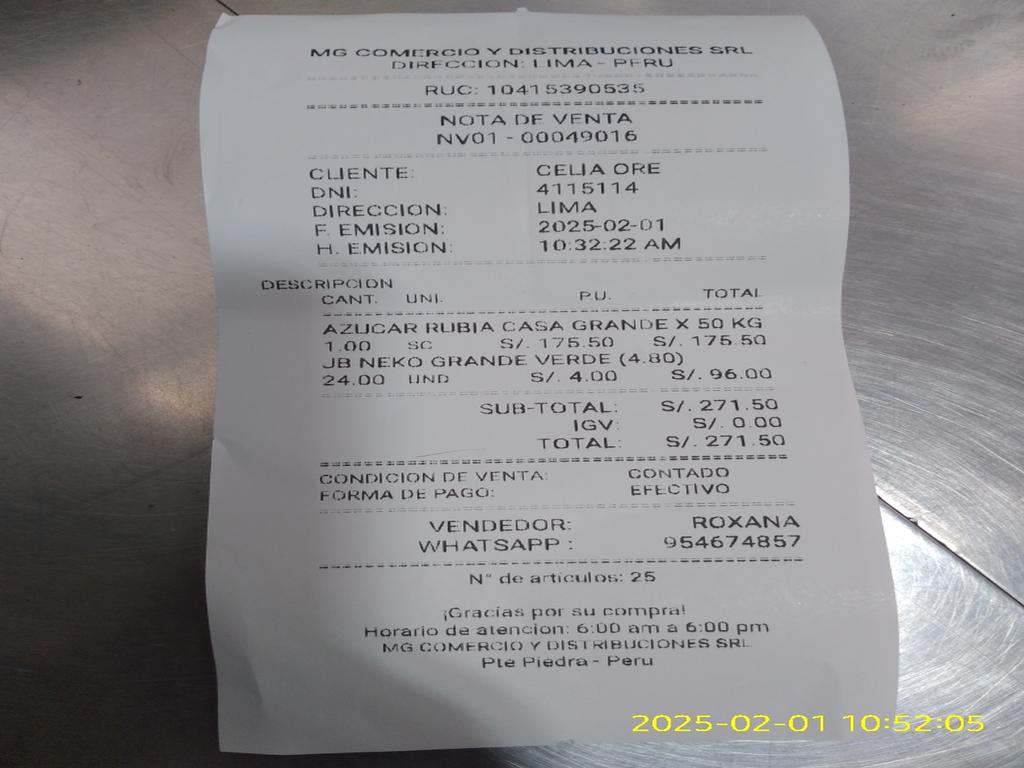 MG COMERCIO Y DISTRIBUCIONES SRL
DIRECCION: LIMA - PERU
RUC: 10415390535
NOTA DE VENTA
NV01 - 00049016
CLIENTE: CELIA ORE
DNI: 4115114
DIRECCION: LIMA
F. EMISION: 2025-02-01
H. EMISION: 10:32:22 AM
DESCRIPCION
CANT. UNI. P.U. TOTAL
AZUCAR RUBIA CASA GRANDE X 50 KG
1.00 SC S/. 175.50 S/. 175.50
JB NEKO GRANDE VERDE (4.80)
24.00 UND S/. 4.00 S/. 96.00
SUB-TOTAL: S/. 271.50
IGV: S/. 0.00
TOTAL: S/. 271.50
CONDICION DE VENTA: CONTADO
FORMA DE PAGO: EFECTIVO
VENDEDOR: ROXANA
WHATSAPP : 954674857
N° de articulos: 25
¡Gracias por su compra!
Horario de atencion: 6:00 am a 6:00 pm
MG COMERCIO Y DISTRIBUCIONES SRL
Pte Piedra - Peru
2025-02-01 10:52:05